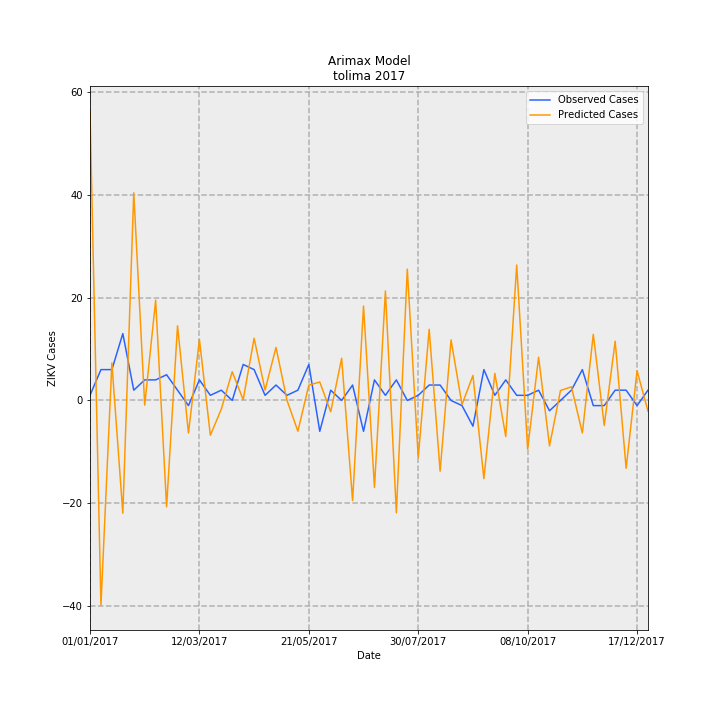 Arimax Model
tolima 2017
Observed Cases
Predicted Cases
60
40
20
0
−20
−40
ZIKV Cases
01/01/2017
12/03/2017
21/05/2017
30/07/2017
08/10/2017
17/12/2017
Date